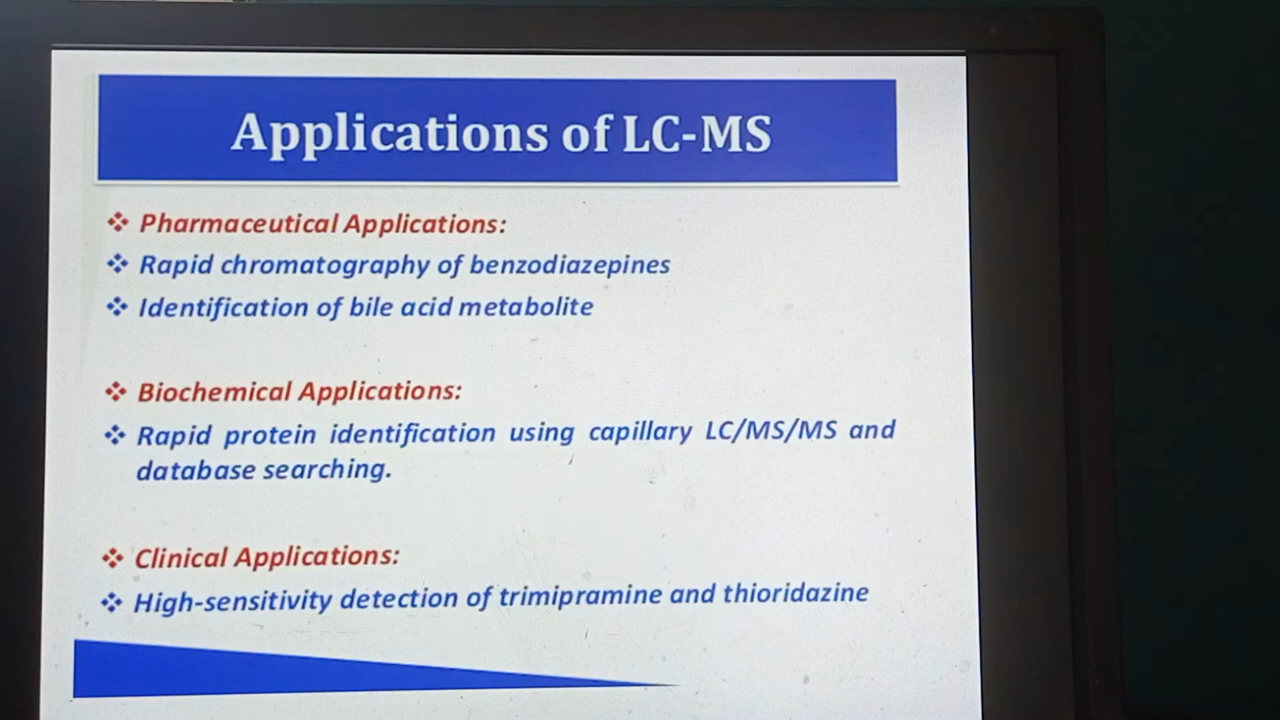 Applications of LC-MS
❖ Pharmaceutical Applications:
❖ Rapid chromatography of benzodiazepines
❖ Identification of bile acid metabolite
❖ Biochemical Applications:
❖ Rapid protein identification using capillary LC/MS/MS and
database searching.
❖ Clinical Applications:
❖ High-sensitivity detection of trimipramine and thioridazine